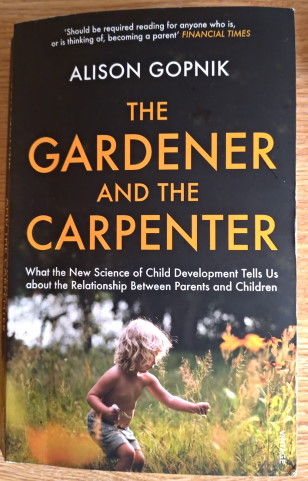 'Should be required reading for anyone who is,
or is thinking of, becoming a parent' FINANCIAL TIMES
ALISON GOPNIK
THE
GARDENER
AND THE
CARPENTER
What the New Science of Child Development Tells Us
about the Relationship Between Parents and Children
VINTAGE